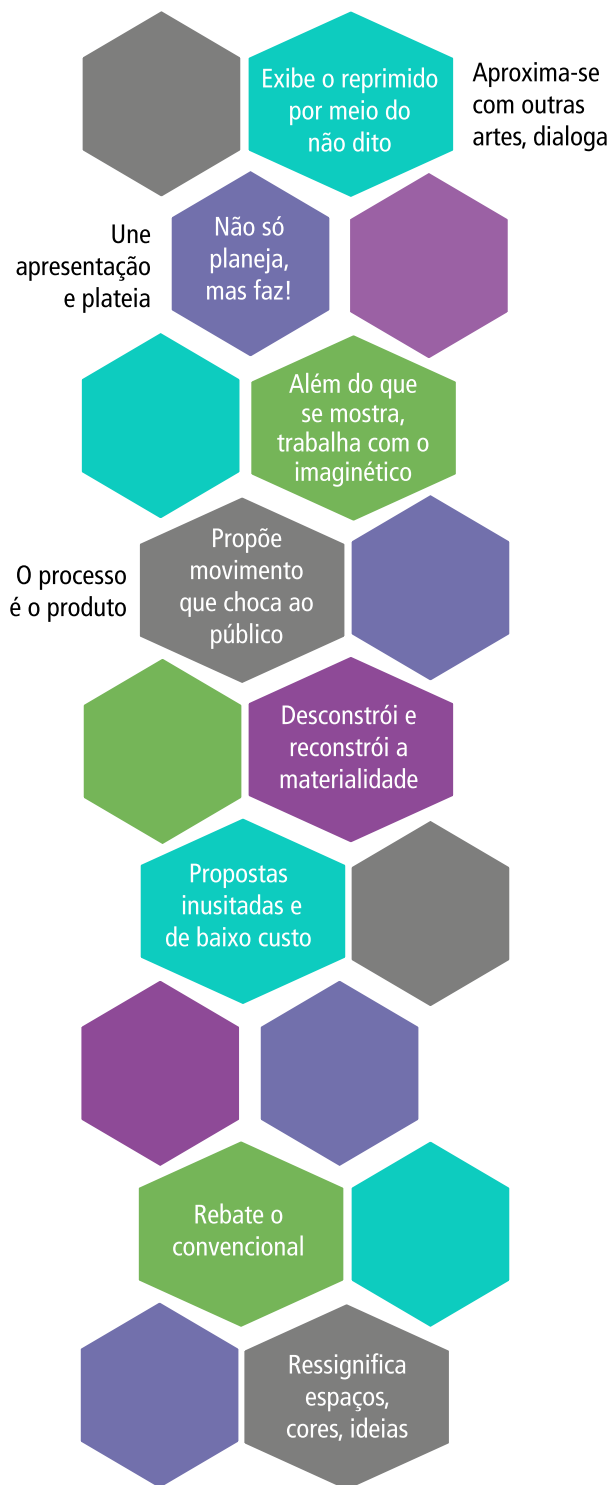 Exibe o reprimido
por meio do
não dito
Aproxima-se
com outras
artes, dialoga
Une
apresentação
e plateia
Não só
planeja,
mas faz!
Além do que
se mostra,
trabalha com o
imaginético
O processo
é o produto
Propõe
movimento
que choca ao
público
Desconstrói e
reconstrói a
materialidade
Propostas
inusitadas e
de baixo custo
Rebate o
convencional
Ressignifica
espaços,
cores, ideias